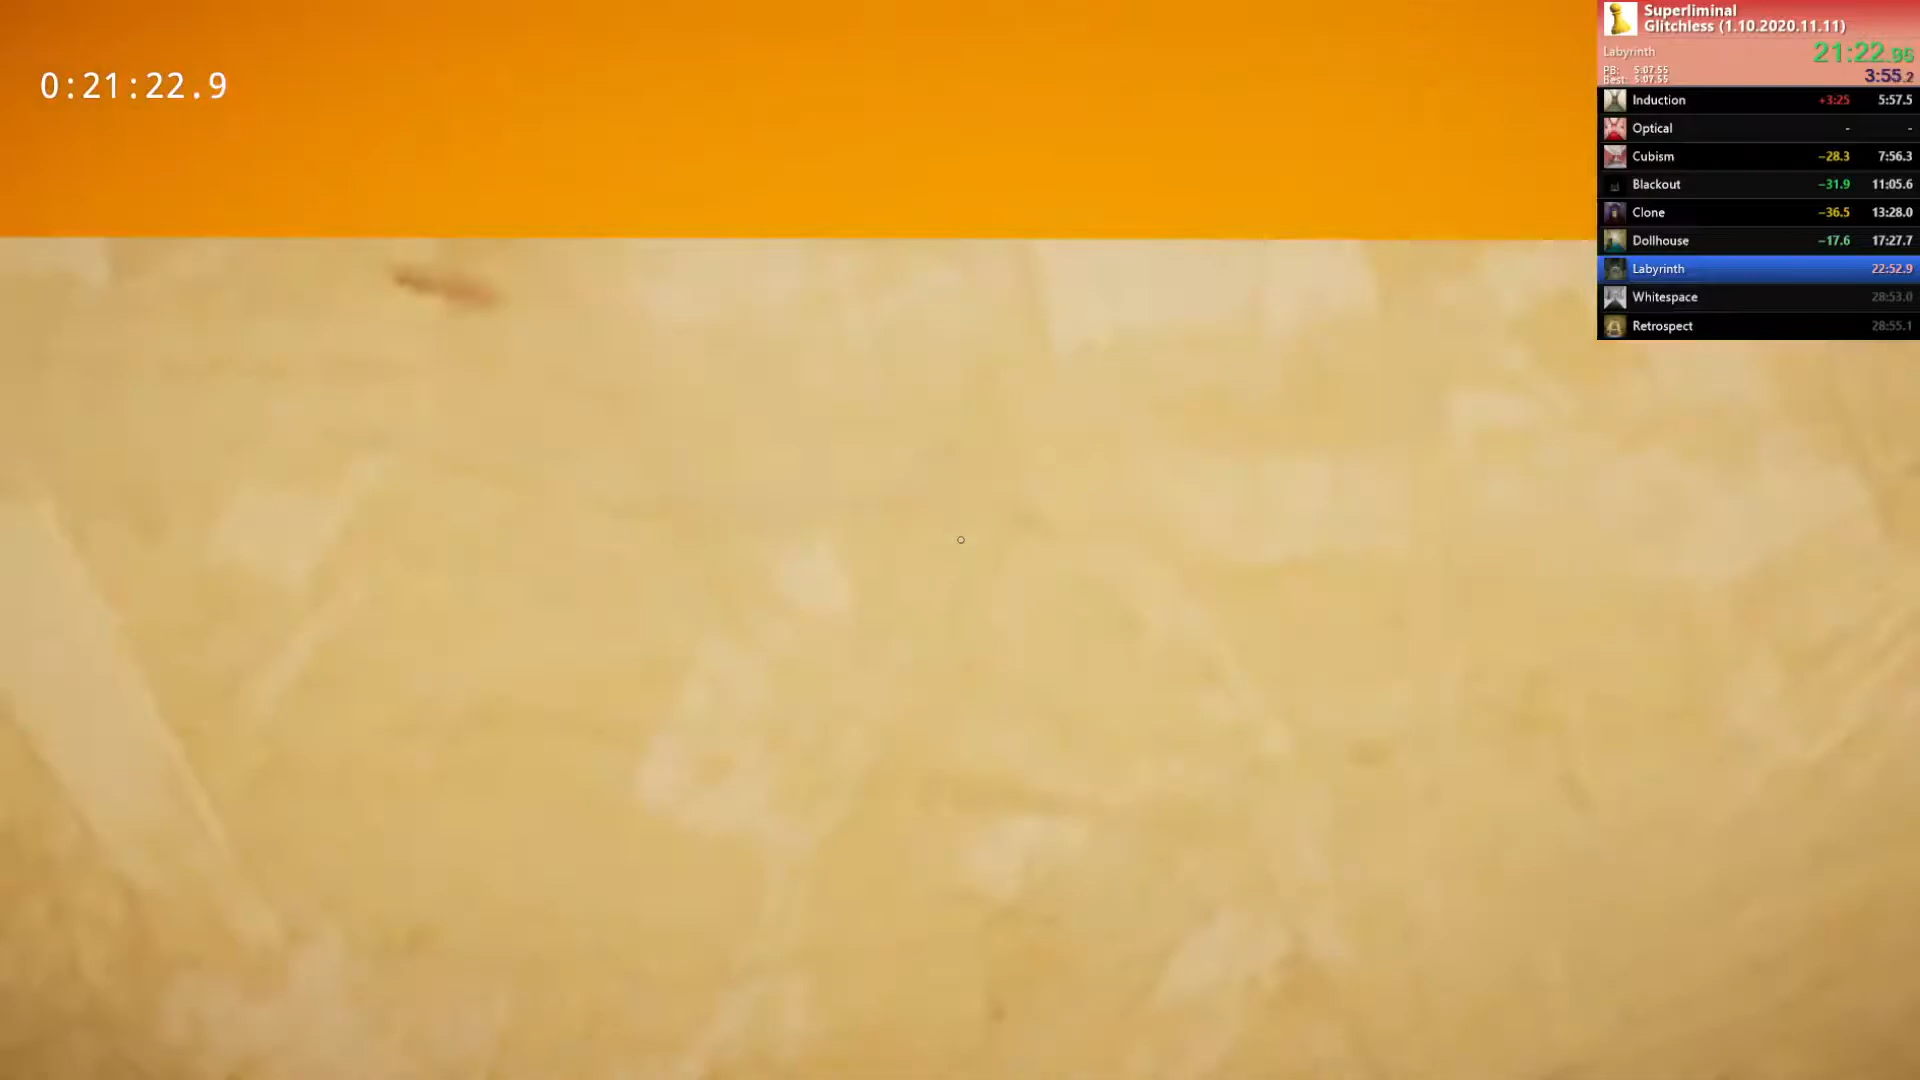 0:21:22.9
Superliminal
Glitchless (1.10.2020.11.11)
Labyrinth 21:22.95
PB: 5:07.55
Best: 5:07.55 3:55.2
Induction +3:25 5:57.5
Optical - -
Cubism −28.3 7:56.3
Blackout −31.9 11:05.6
Clone −36.5 13:28.0
Dollhouse −17.6 17:27.7
Labyrinth 22:52.9
Whitespace 28:53.0
Retrospect 28:55.1